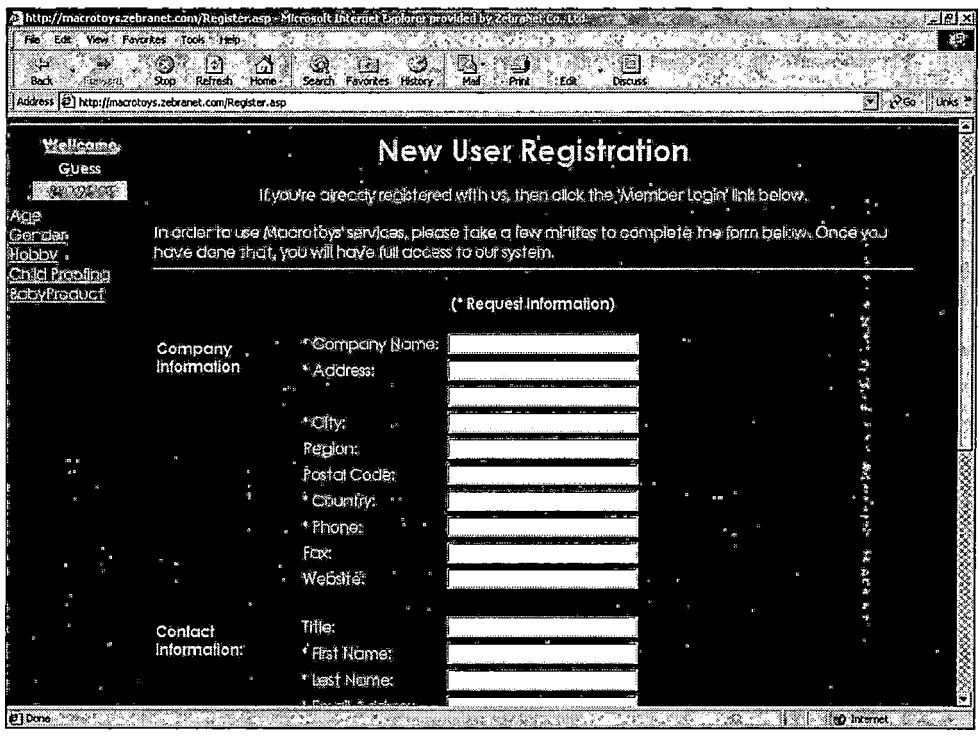 http://macrotoys.zebranet.com/Register.asp - Microsoft Internet Explorer provided by ZebraNet Co., Ltd.
File Edit View Favorites Tools Help
Back Forward Stop Refresh Home Search Favorites History Mail Print Edit Discuss
Address http://macrotoys.zebranet.com/Register.asp Go Links
Wellcome
Guess
Age
Gender
Hobby
Child Proofing
BabyProduct
New User Registration
If you're already registered with us, then click the 'Member Login' link below.
In order to use Macrotoys' services, please take a few minites to complete the form below. Once you
have done that, you will have full access to our system.
(* Request Information)
Company
Information
* Company Name:
* Address:
* City:
Region:
Postal Code:
* Country:
* Phone:
Fax:
Website:
Contact
Information:
Title:
* First Name:
* Last Name:
* Email Address:
Done Internet